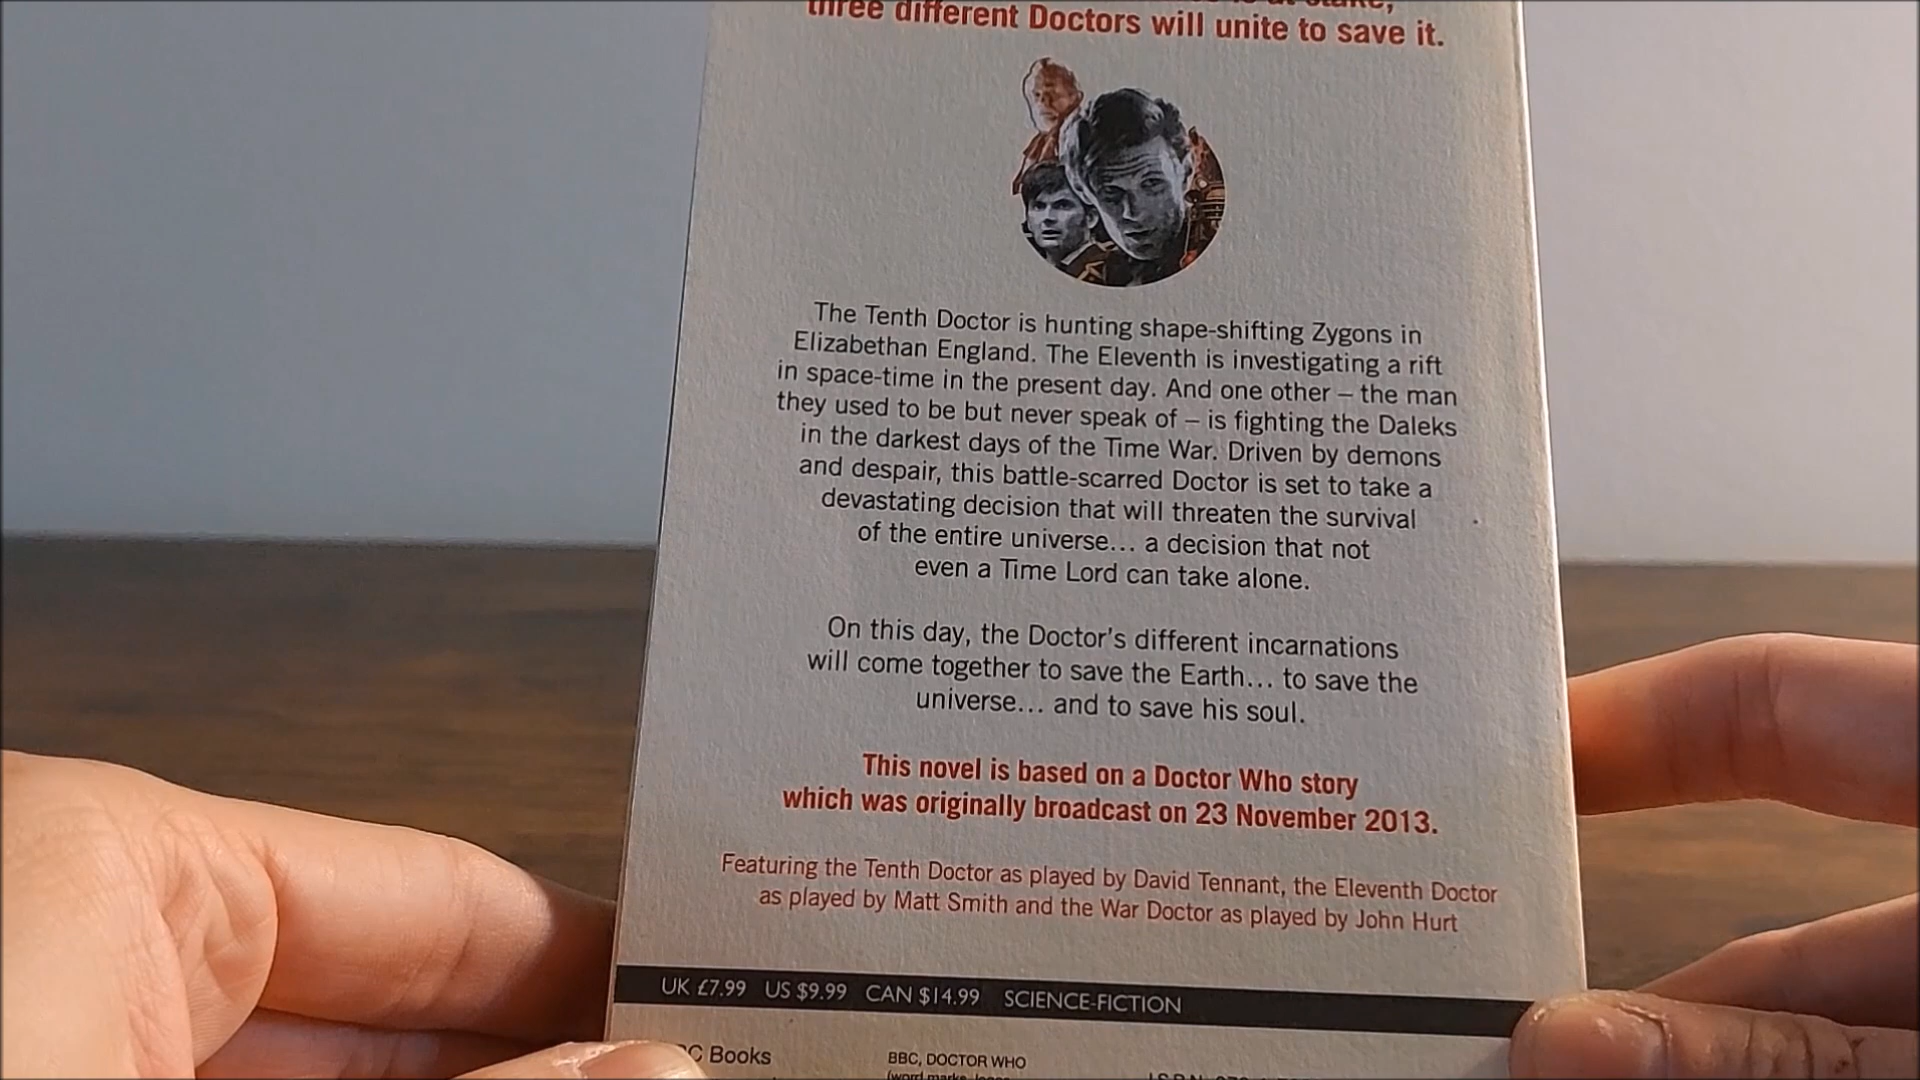 three different Doctors will unite to save it.
The Tenth Doctor is hunting shape-shifting Zygons in
Elizabethan England. The Eleventh is investigating a rift
in space-time in the present day. And one other – the man
they used to be but never speak of – is fighting the Daleks
in the darkest days of the Time War. Driven by demons
and despair, this battle-scarred Doctor is set to take a
devastating decision that will threaten the survival
of the entire universe... a decision that not
even a Time Lord can take alone.
On this day, the Doctor's different incarnations
will come together to save the Earth... to save the
universe... and to save his soul.
This novel is based on a Doctor Who story
which was originally broadcast on 23 November 2013.
Featuring the Tenth Doctor as played by David Tennant, the Eleventh Doctor
as played by Matt Smith and the War Doctor as played by John Hurt
UK £7.99 US $9.99 CAN $14.99 SCIENCE-FICTION
C Books
BBC, DOCTOR WHO